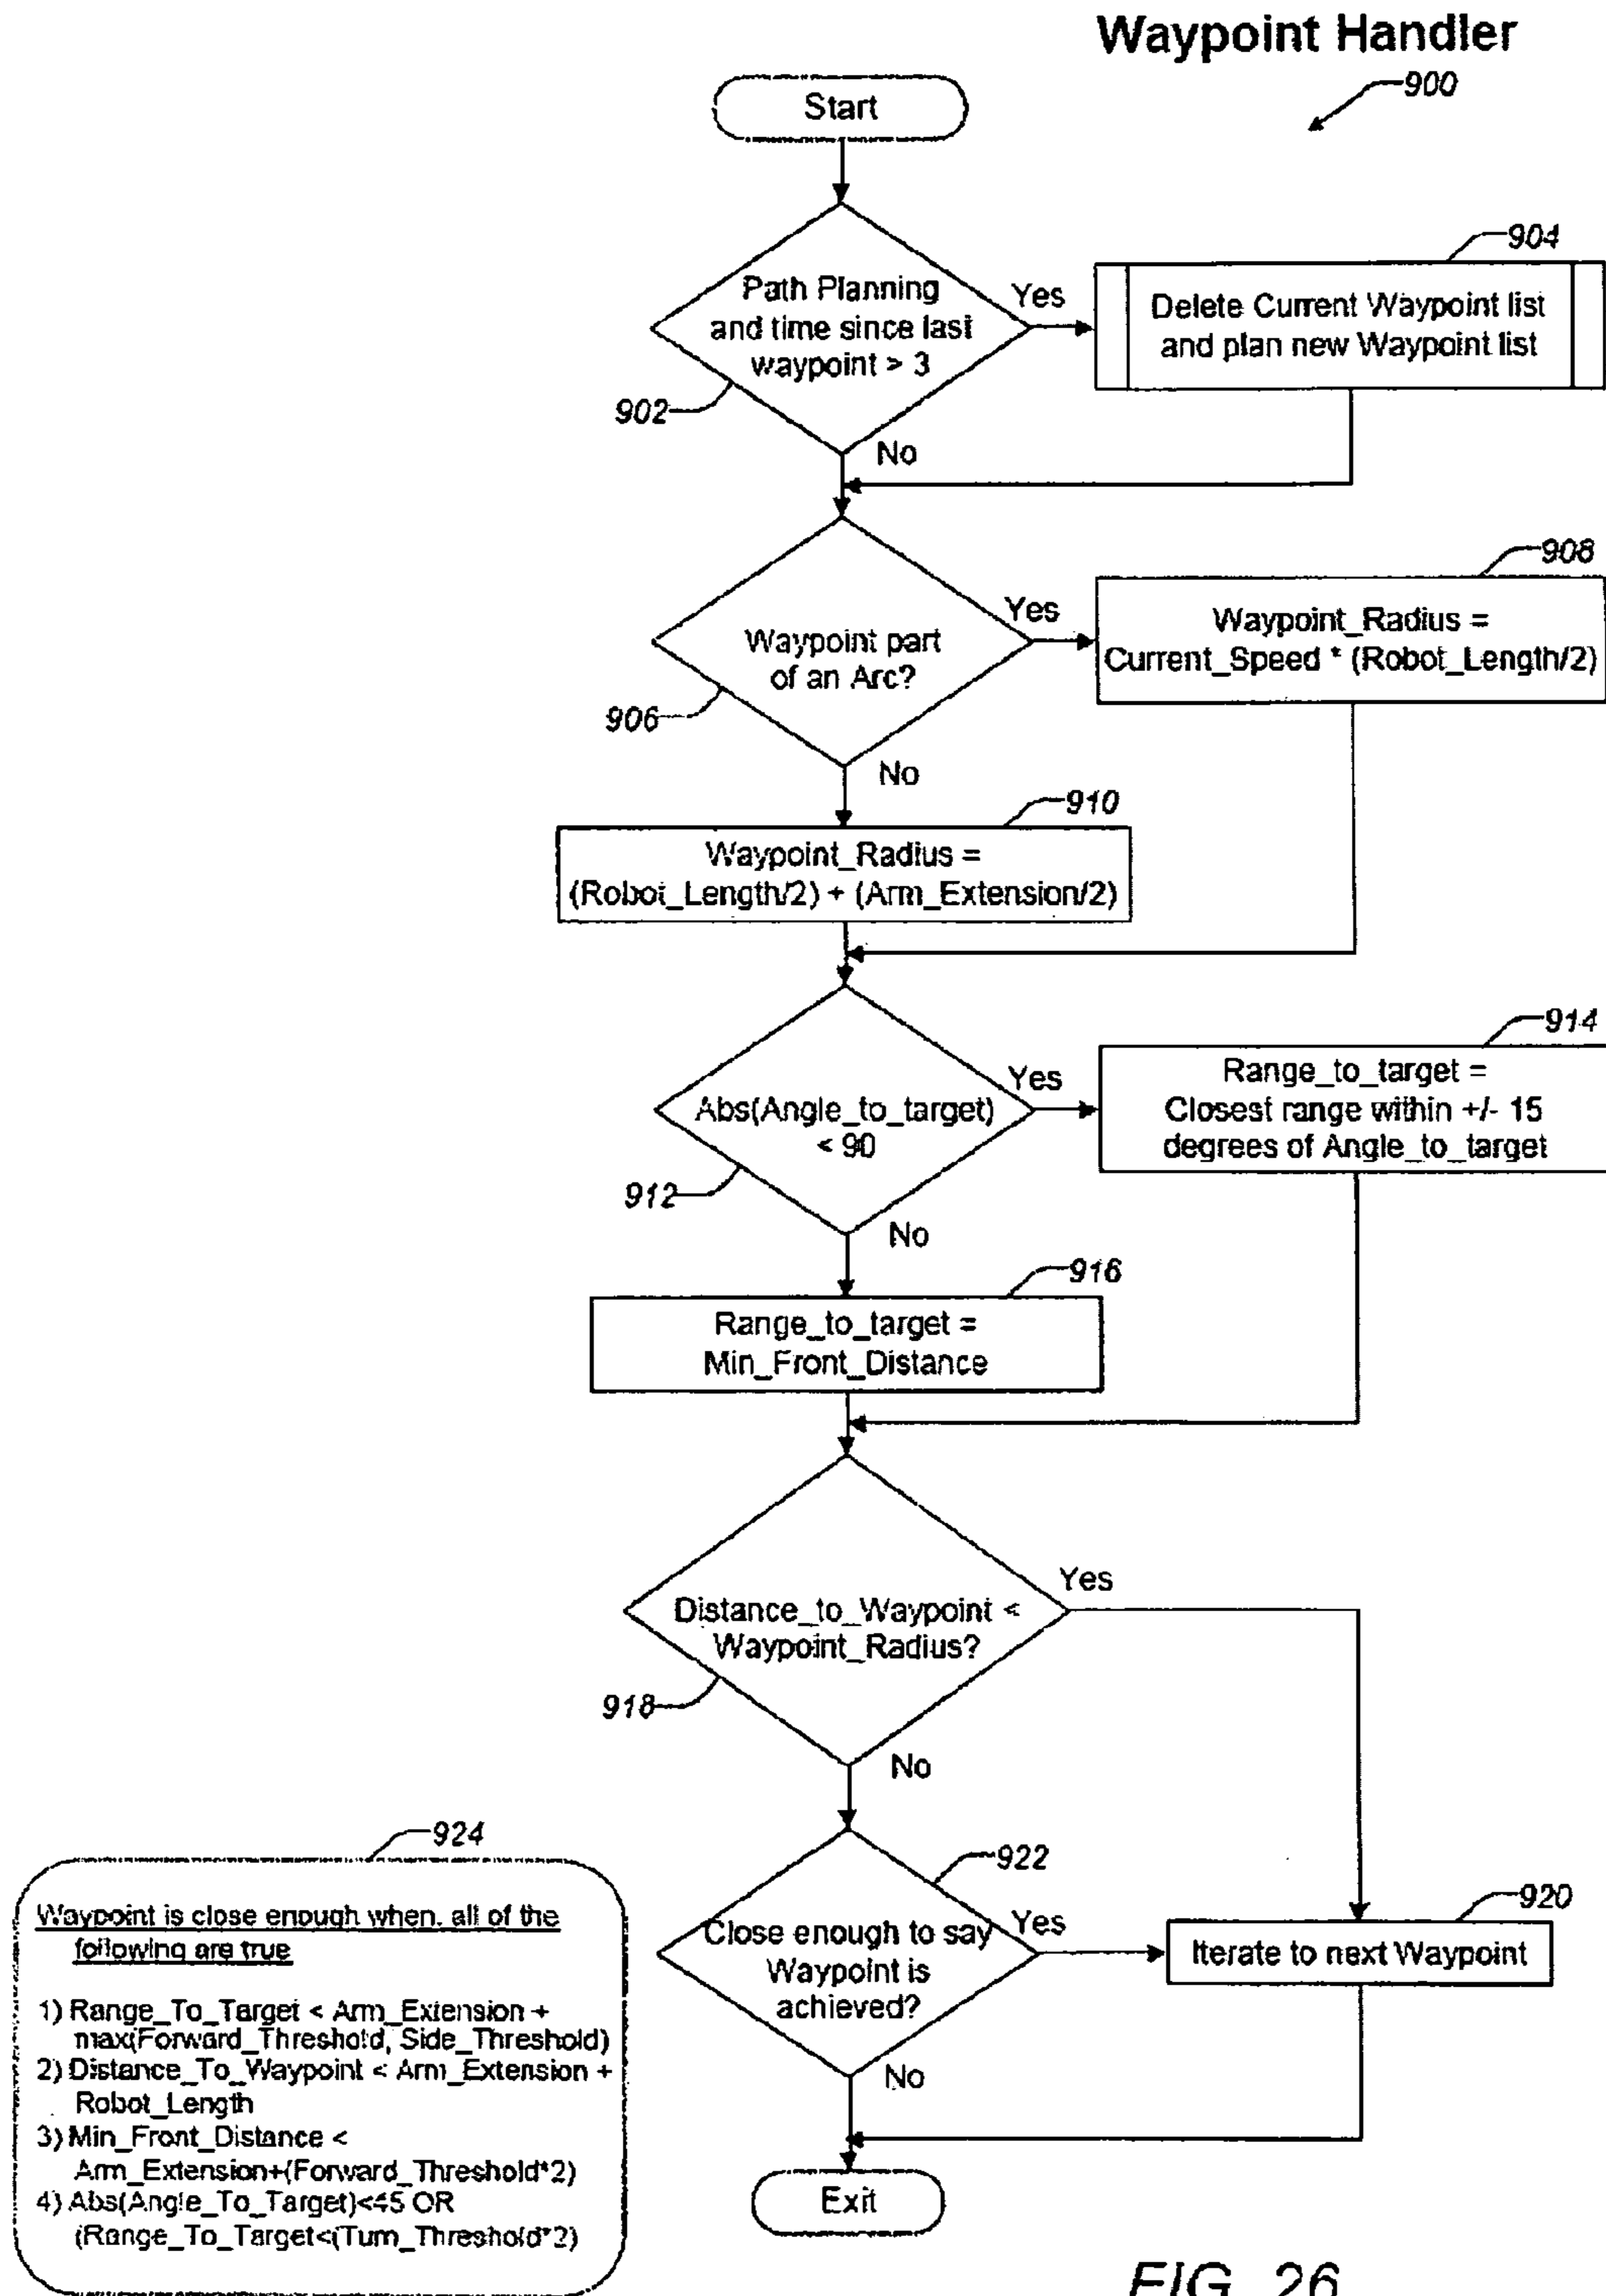 Waypoint Handler
900
Start
904
Path Planning
and time since last
waypoint > 3
Yes
Delete Current Waypoint list
and plan new Waypoint list
902
No
908
Waypoint part
of an Arc?
Yes
Waypoint_Radius =
Current_Speed * (Robot_Length/2)
906
No
910
Waypoint_Radius =
(Robot_Length/2) + (Arm_Extension/2)
914
Abs(Angle_to_target)
< 90
Yes
Range_to_target =
Closest range within +/- 15
degrees of Angle_to_target
912
No
916
Range_to_target =
Min_Front_Distance
Distance_to_Waypoint <
Waypoint_Radius?
Yes
918
No
922
Close enough to say
Waypoint is
achieved?
Yes
920
Iterate to next Waypoint
No
Exit
924
Waypoint is close enough when, all of the
following are true
1) Range_To_Target < Arm_Extension +
max(Forward_Threshold, Side_Threshold)
2) Distance_To_Waypoint < Arm_Extension +
Robot_Length
3) Min_Front_Distance <
Arm_Extension+(Forward_Threshold*2)
4) Abs(Angle_To_Target)<45 OR
(Range_To_Target<(Turn_Threshold*2)
FIG. 26